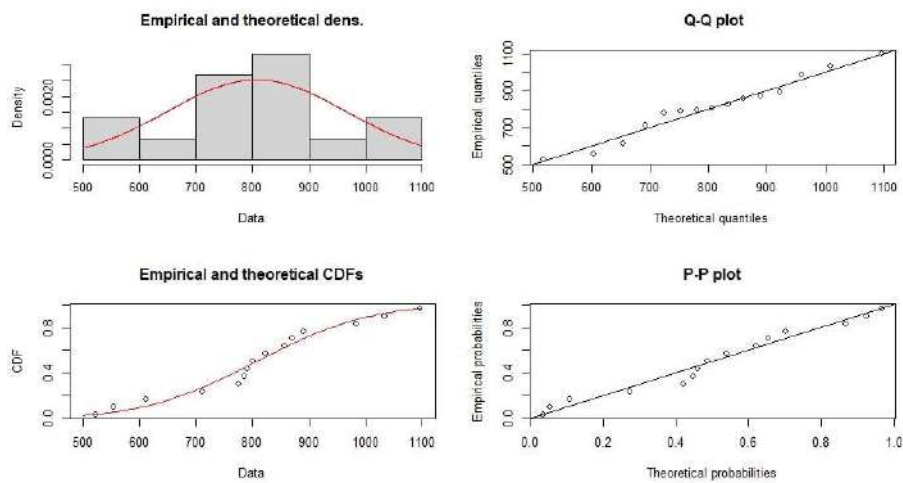 Empirical and theoretical dens.
Density
0.0000 0.0020
500 600 700 800 900 1000 1100
Data
Q-Q plot
Empirical quantiles
500 700 900 1100
500 600 700 800 900 1000 1100
Theoretical quantiles
Empirical and theoretical CDFs
CDF
0.0 0.4 0.8
500 600 700 800 900 1000 1100
Data
P-P plot
Empirical probabilities
0.0 0.4 0.8
0.0 0.2 0.4 0.6 0.8 1.0
Theoretical probabilities